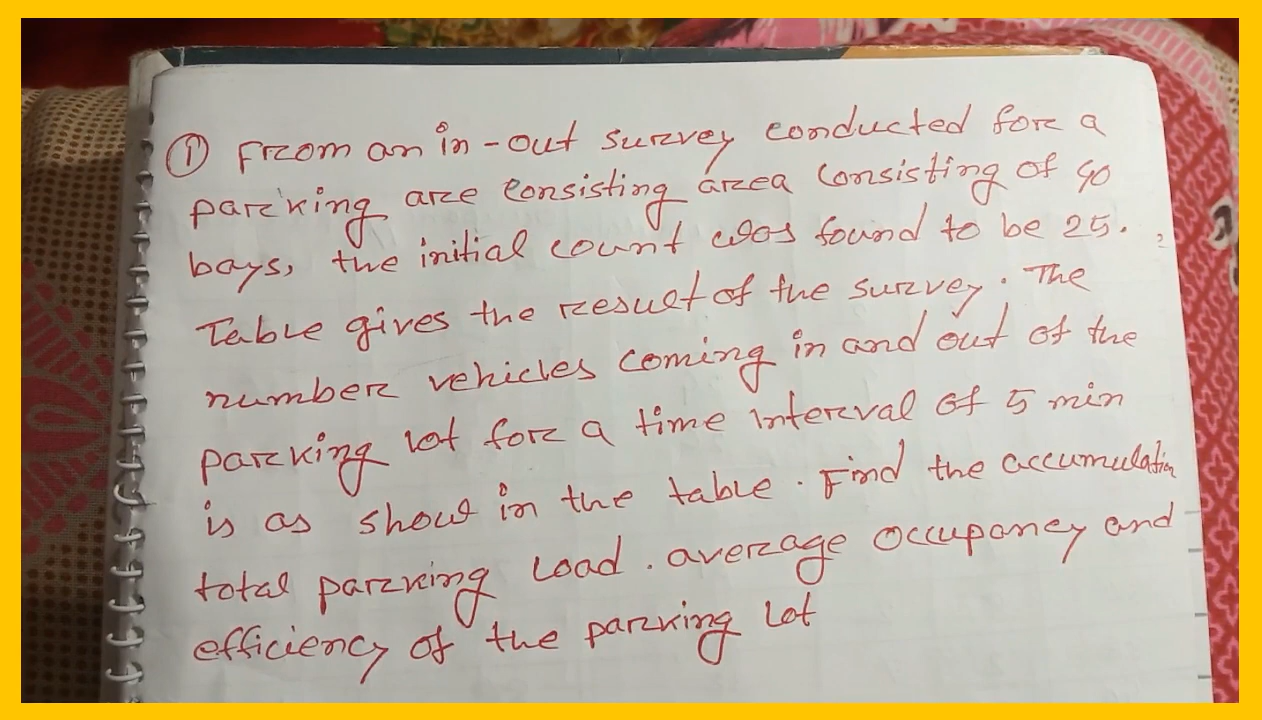 ① From an in-out survey conducted for a
parking are consisting area consisting of 40
bays, the initial count was found to be 25.
Table gives the result of the survey. The
number vehicles coming in and out of the
parking lot for a time interval of 5 min
is as show in the table. Find the accumulation
total parking load. average occupancy and
efficiency of the parking lot